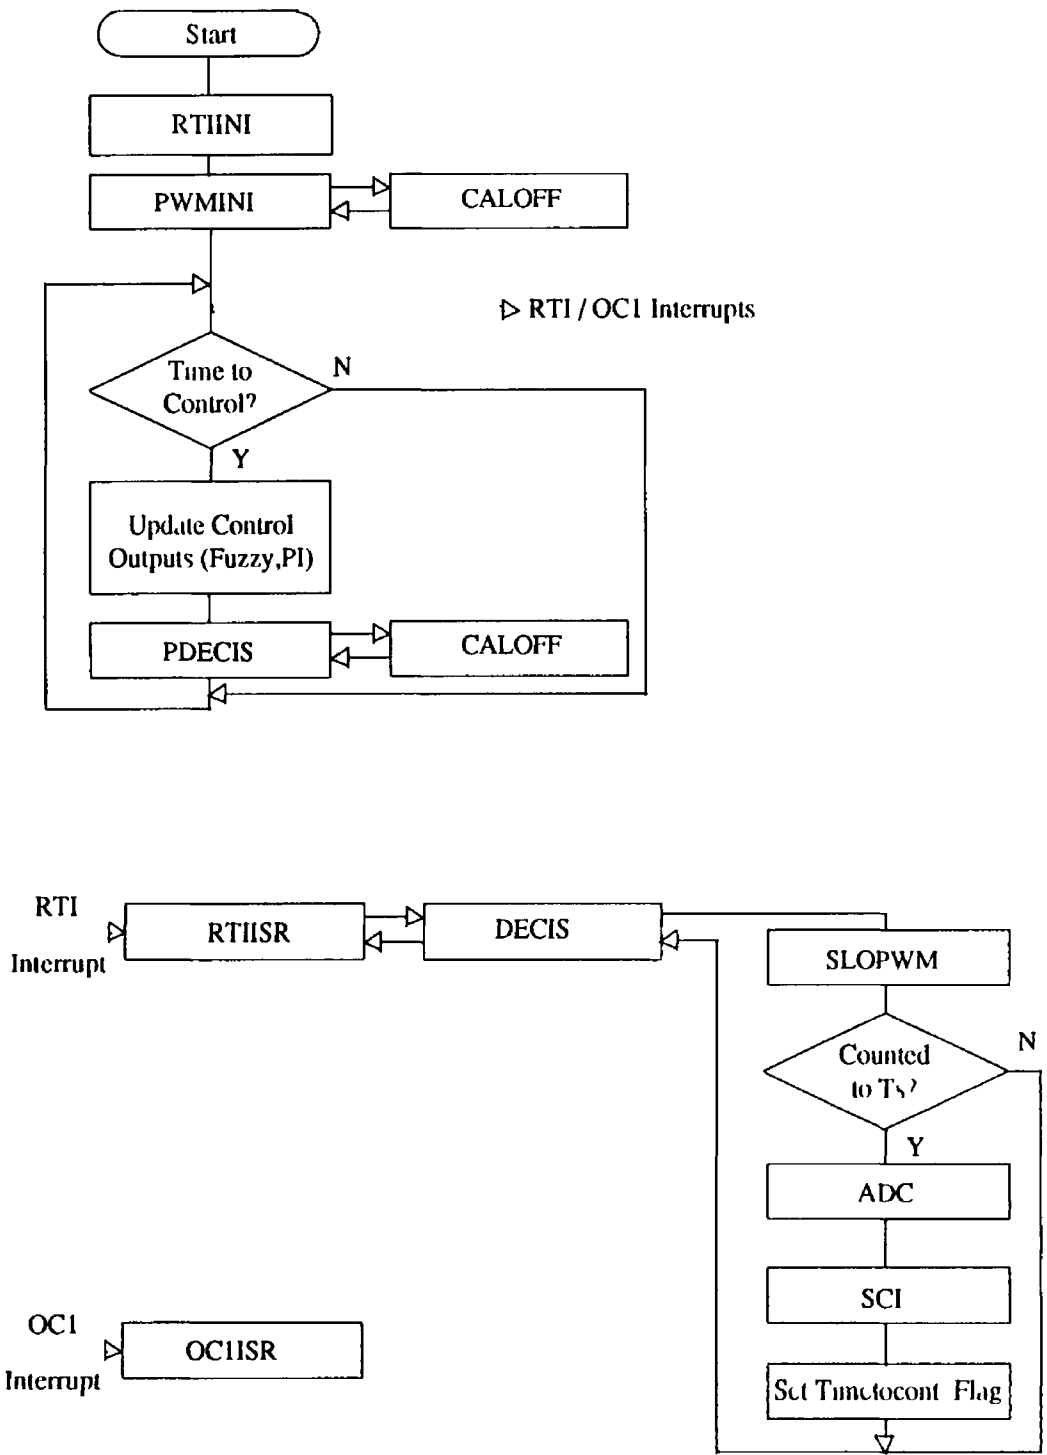 Start
RTIINI
PWMINI
CALOFF
RTI / OC1 Interrupts
Time to
Control?
N
Y
Update Control
Outputs (Fuzzy,PI)
PDECIS
CALOFF
RTI
Interrupt
RTIISR
DECIS
SLOPWM
Counted
to Ts?
N
Y
ADC
SCI
Set Timetocont Flag
OC1
Interrupt
OC1ISR